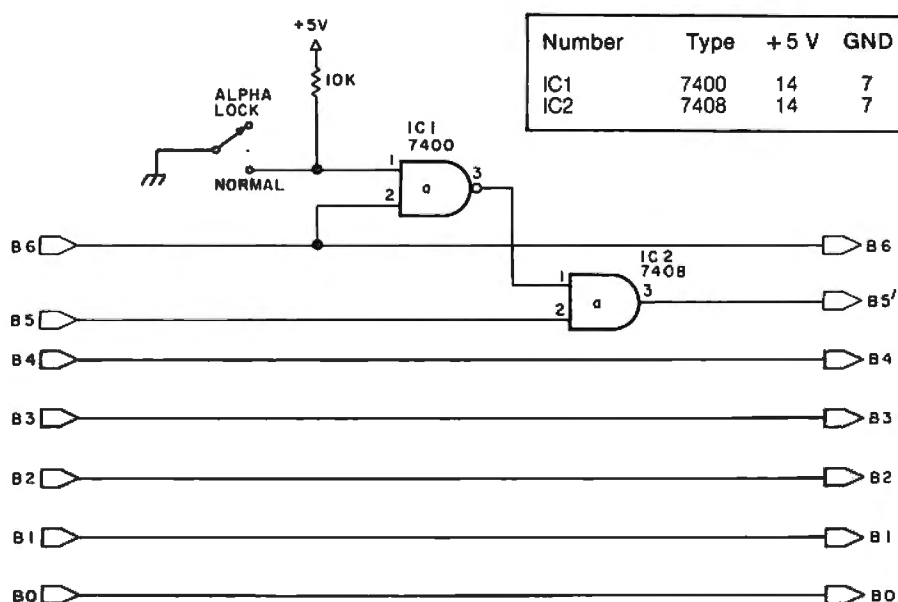 +5V
10K
ALPHA
LOCK
NORMAL
IC1
7400
1
2
3
a
Number Type +5 V GND
IC1 7400 14 7
IC2 7408 14 7
B6
B6
IC2
7408
1
2
3
a
B5'
B5
B4
B4
B3
B3
B2
B2
B1
B1
B0
B0